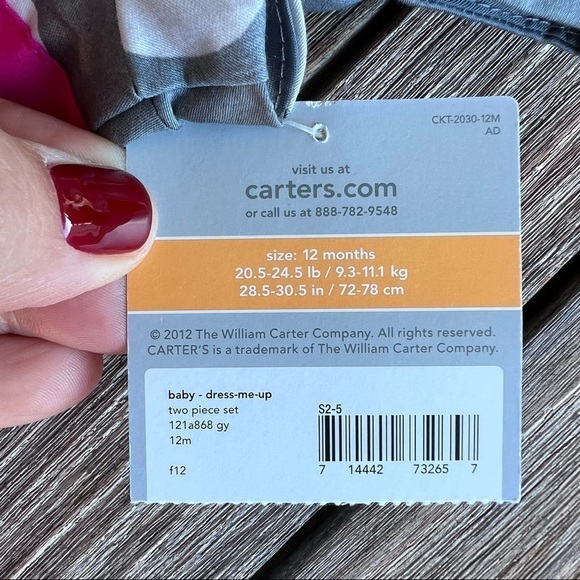 CKT-2030-12M
AD
visit us at
carters.com
or call us at 888-782-9548
size: 12 months
20.5-24.5 lb / 9.3-11.1 kg
28.5-30.5 in / 72-78 cm
© 2012 The William Carter Company. All rights reserved.
CARTER'S is a trademark of The William Carter Company.
baby - dress-me-up
two piece set
121a868 gy
12m
f12
S2-5
7 14442 73265 7